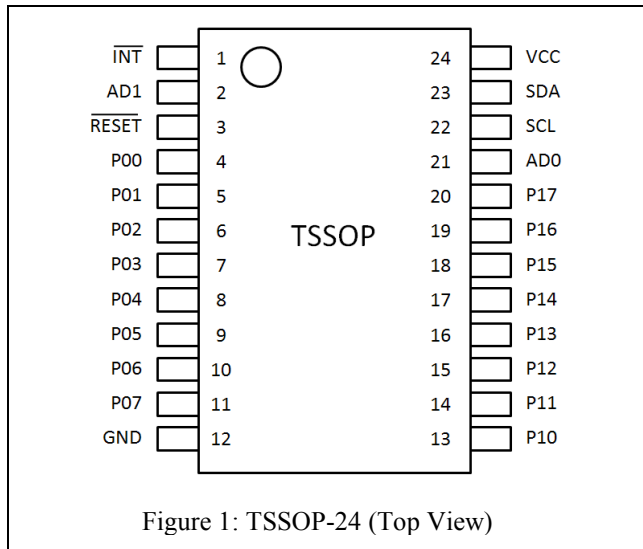 INT 1 24 VCC
AD1 2 23 SDA
RESET 3 22 SCL
P00 4 21 AD0
P01 5 20 P17
P02 6 TSSOP 19 P16
P03 7 18 P15
P04 8 17 P14
P05 9 16 P13
P06 10 15 P12
P07 11 14 P11
GND 12 13 P10
Figure 1: TSSOP-24 (Top View)